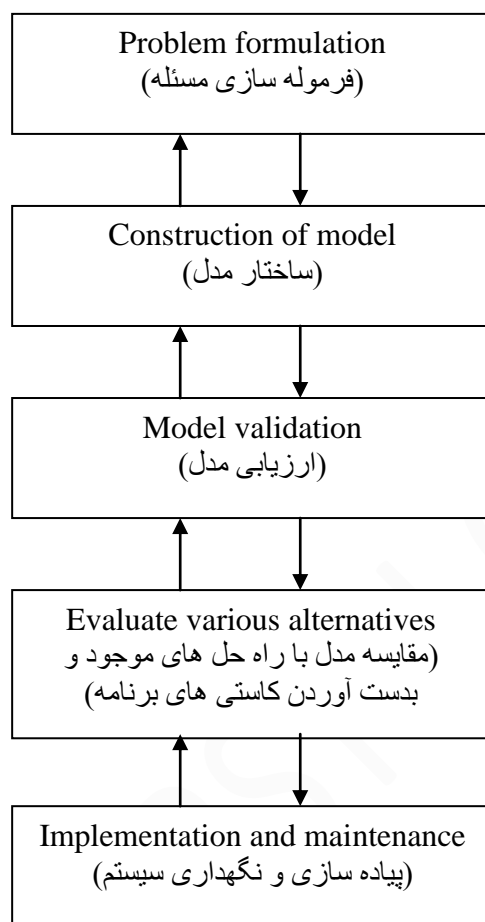 Problem formulation
(فرموله سازی مسئله)
Construction of model
(ساختار مدل)
Model validation
(ارزیابی مدل)
Evaluate various alternatives
(مقایسه مدل با راه حل های موجود و
بدست آوردن کاستی های برنامه)
Implementation and maintenance
(پیاده سازی و نگهداری سیستم)